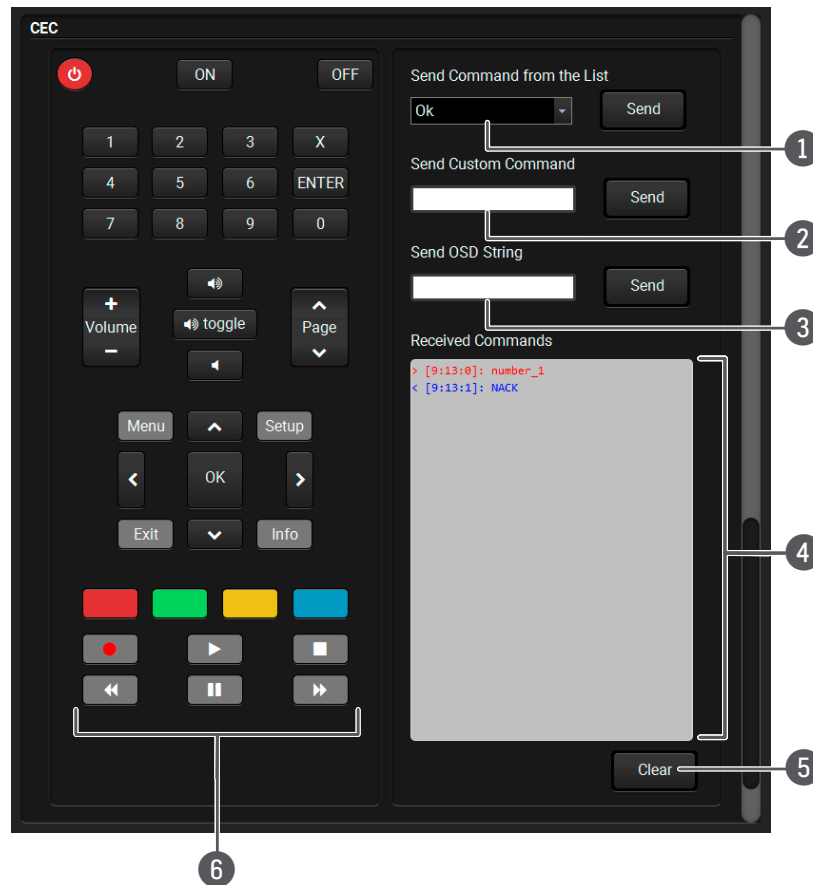 CEC
ON OFF
1 2 3 X
4 5 6 ENTER
7 8 9 0
+
Volume
−
toggle
Page
Menu Setup
OK
Exit Info
6
Send Command from the List
Ok Send
1
Send Custom Command
Send
2
Send OSD String
Send
3
Received Commands
> [9:13:0]: number_1
< [9:13:1]: NACK
4
Clear
5